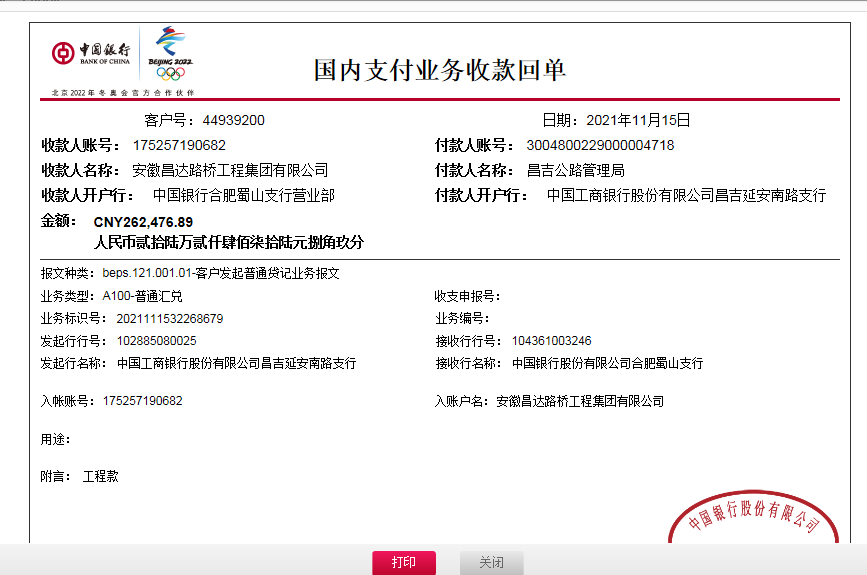 中国银行
BANK OF CHINA
BEIJING 2022
北京2022年冬奥会官方合作伙伴
国内支付业务收款回单
客户号：44939200
日期：2021年11月15日
收款人账号：175257190682
付款人账号：3004800229000004718
收款人名称：安徽昌达路桥工程集团有限公司
付款人名称：昌吉公路管理局
收款人开户行：中国银行合肥蜀山支行营业部
付款人开户行：中国工商银行股份有限公司昌吉延安南路支行
金额：CNY262,476.89
人民币贰拾陆万贰仟肆佰柒拾陆元捌角玖分
报文种类：beps.121.001.01-客户发起普通贷记业务报文
业务类型：A100-普通汇兑
收支申报号：
业务标识号：2021111532268679
业务编号：
发起行行号：102885080025
接收行行号：104361003246
发起行名称：中国工商银行股份有限公司昌吉延安南路支行
接收行名称：中国银行股份有限公司合肥蜀山支行
入帐账号：175257190682
入账户名：安徽昌达路桥工程集团有限公司
用途：
附言：工程款
中国银行股份有限公司
打印
关闭